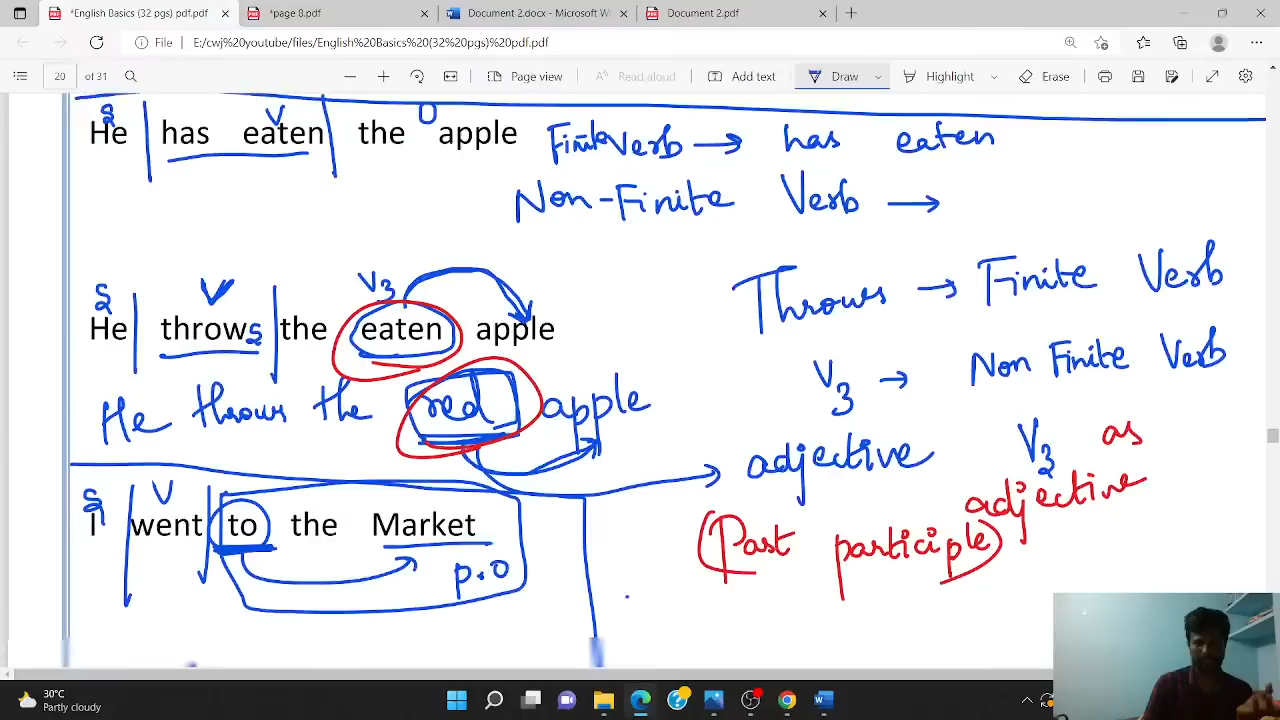 *English Basics (32 pgs) pdf.pdf
*page 8.pdf
Document 2.docx - Microsoft W
Document 2.pdf
File
E:/cwj%20youtube/files/English%20Basics(32%20pgs)%20pdf.pdf
20 of 31
Page view
Read aloud
Add text
Draw
Highlight
Erase
S V O
He has eaten the apple
Finite Verb → has eaten
Non-Finite Verb →
S V V3
He throws the eaten apple
Throws → Finite Verb
He throws the red apple
V3 → Non Finite Verb
adjective
V3 as adjective
(Past participle)
S V
I went to the Market
p.o
30°C
Partly cloudy